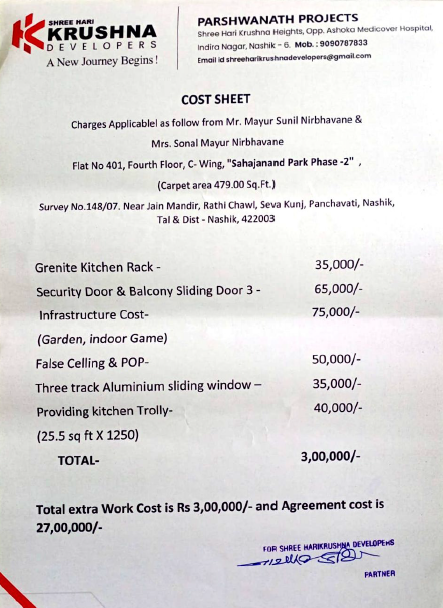 SHREE HARI
KRUSHNA
DEVELOPERS
A New Journey Begins!
PARSHWANATH PROJECTS
Shree Hari Krushna Heights, Opp. Ashoka Medicover Hospital,
Indira Nagar, Nashik - 6. Mob. : 9090787833
Email id shreeharikrushnadevelopers@gmail.com
COST SHEET
Charges Applicablel as follow from Mr. Mayur Sunil Nirbhavane &
Mrs. Sonal Mayur Nirbhavane
Flat No 401, Fourth Floor, C- Wing, "Sahajanand Park Phase -2" ,
(Carpet area 479.00 Sq.Ft.)
Survey No.148/07. Near Jain Mandir, Rathi Chawl, Seva Kunj, Panchavati, Nashik,
Tal & Dist - Nashik, 422003
Grenite Kitchen Rack - 35,000/-
Security Door & Balcony Sliding Door 3 - 65,000/-
Infrastructure Cost- 75,000/-
(Garden, indoor Game)
False Celling & POP- 50,000/-
Three track Aluminium sliding window – 35,000/-
Providing kitchen Trolly- 40,000/-
(25.5 sq ft X 1250)
TOTAL- 3,00,000/-
Total extra Work Cost is Rs 3,00,000/- and Agreement cost is
27,00,000/-
FOR SHREE HARIKRUSHNA DEVELOPERS
PARTNER